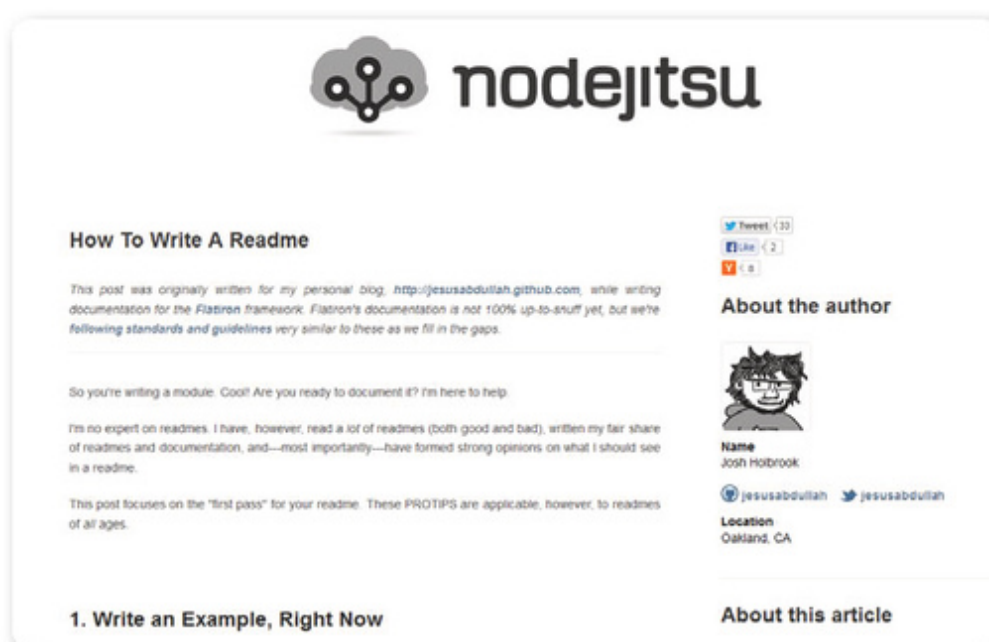 nodejitsu
How To Write A Readme
This post was originally written for my personal blog, http://jesusabdullah.github.com, while writing
documentation for the Flatiron framework. Flatiron's documentation is not 100% up-to-snuff yet, but we're
following standards and guidelines very similar to these as we fill in the gaps.
So you're writing a module. Cool! Are you ready to document it? I'm here to help.
I'm no expert on readmes. I have, however, read a lot of readmes (both good and bad), written my fair share
of readmes and documentation, and---most importantly---have formed strong opinions on what I should see
in a readme.
This post focuses on the "first pass" for your readme. These PROTIPS are applicable, however, to readmes
of all ages.
1. Write an Example, Right Now
Tweet 33
Like 2
Y 8
About the author
Name
Josh Holbrook
jesusabdullah jesusabdullah
Location
Oakland, CA
About this article